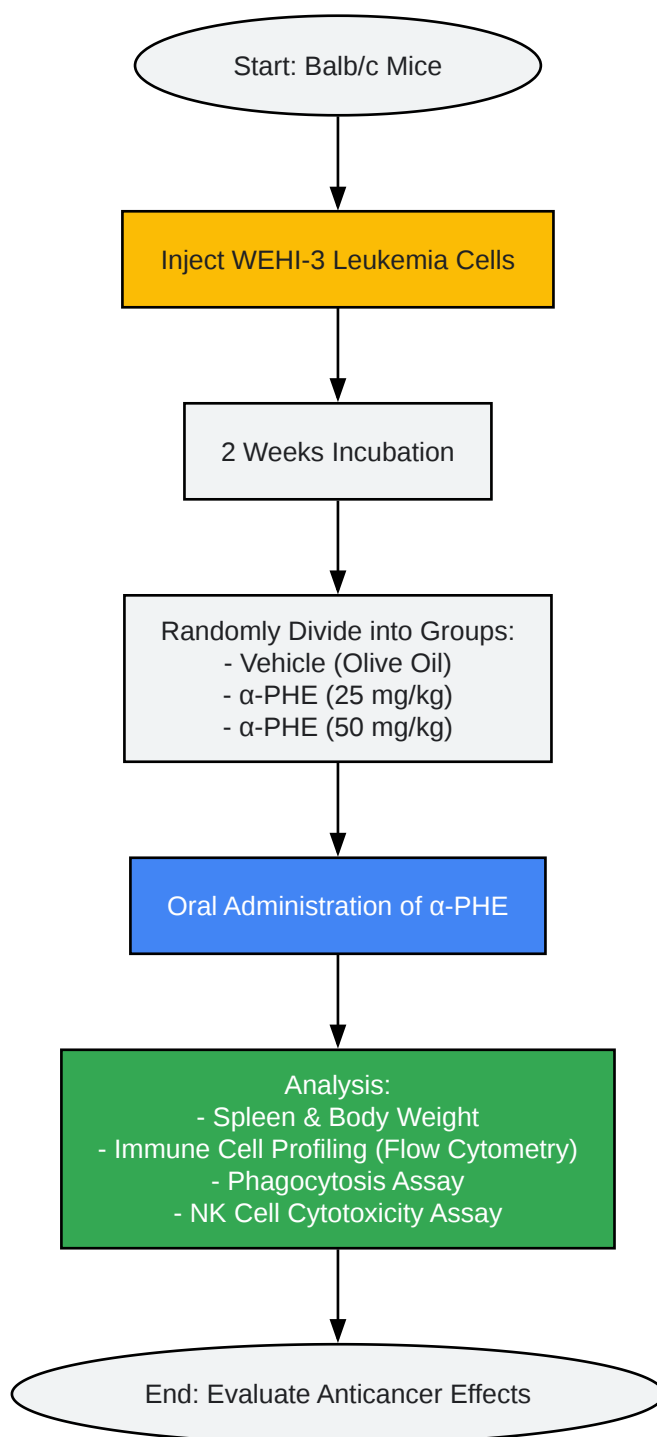 Start: Balb/c Mice
Inject WEHI-3 Leukemia Cells
2 Weeks Incubation
Randomly Divide into Groups:
- Vehicle (Olive Oil)
- α-PHE (25 mg/kg)
- α-PHE (50 mg/kg)
Oral Administration of α-PHE
Analysis:
- Spleen & Body Weight
- Immune Cell Profiling (Flow Cytometry)
- Phagocytosis Assay
- NK Cell Cytotoxicity Assay
End: Evaluate Anticancer Effects